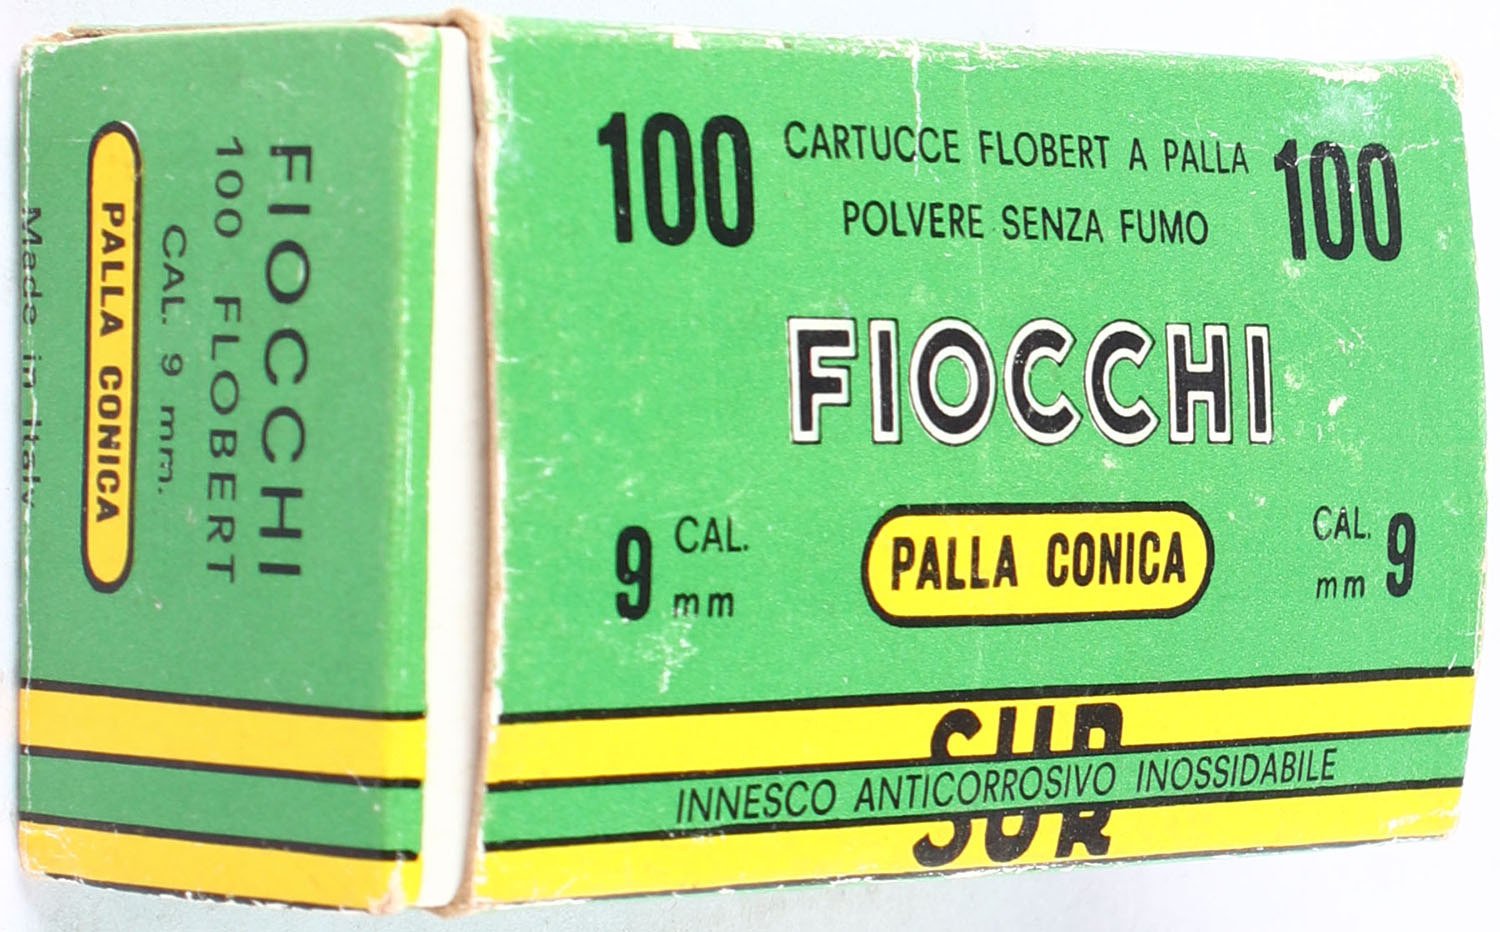 100 CARTUCCE FLOBERT A PALLA 100
POLVERE SENZA FUMO
FIOCCHI
9 CAL. mm
PALLA CONICA
CAL. mm 9
SUR
INNESCO ANTICORROSIVO INOSSIDABILE
FIOCCHI
100 FLOBERT
CAL. 9 mm.
PALLA CONICA
Made in Italy